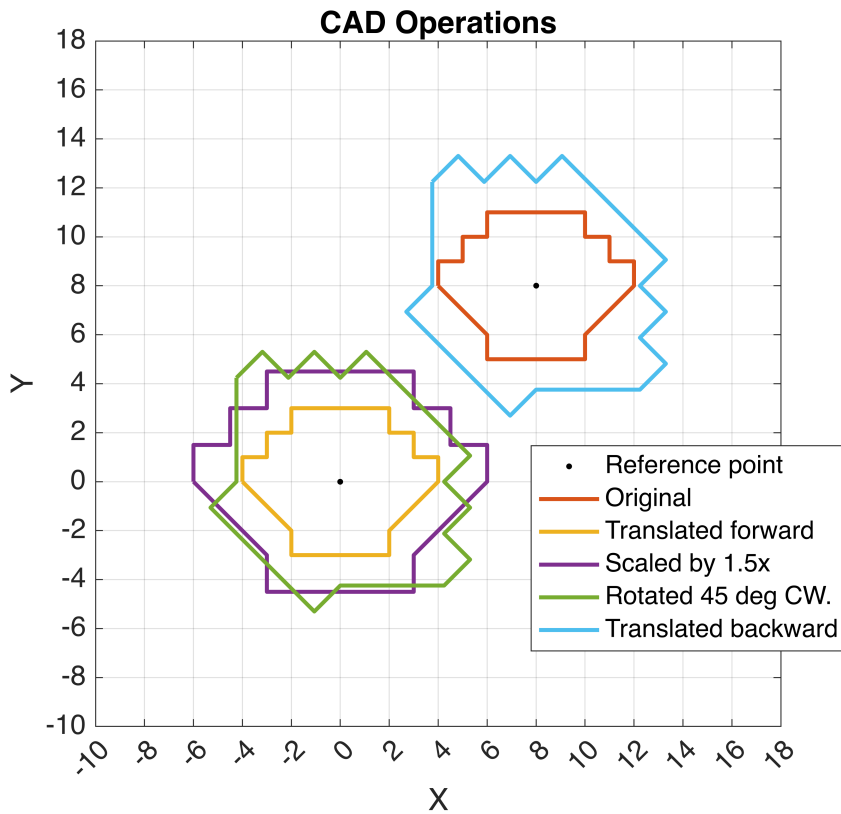 CAD Operations
18
16
14
12
10
8
6
4
2
0
-2
-4
-6
-8
-10
Y
-10 -8 -6 -4 -2 0 2 4 6 8 10 12 14 16 18
X
Reference point
Original
Translated forward
Scaled by 1.5x
Rotated 45 deg CW.
Translated backward